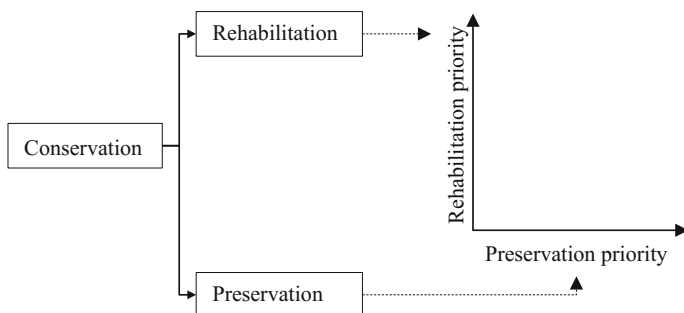 Rehabilitation
Conservation
Preservation
Rehabilitation priority
Preservation priority